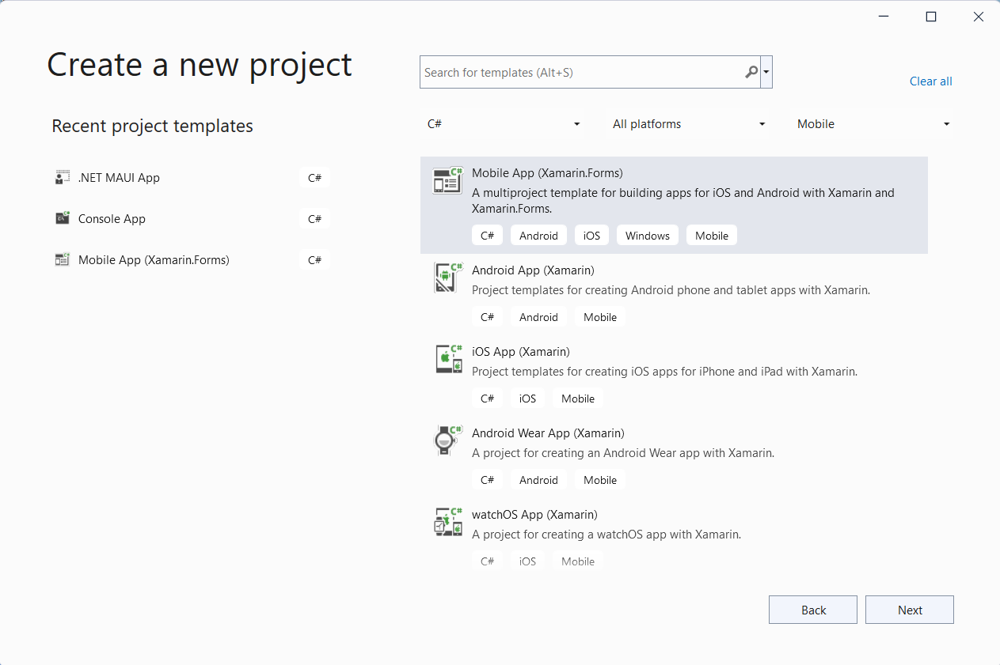 Create a new project
Search for templates (Alt+S)
Clear all
Recent project templates
C#
All platforms
Mobile
.NET MAUI App
C#
Console App
C#
Mobile App (Xamarin.Forms)
C#
Mobile App (Xamarin.Forms)
A multiproject template for building apps for iOS and Android with Xamarin and
Xamarin.Forms.
C# Android iOS Windows Mobile
Android App (Xamarin)
Project templates for creating Android phone and tablet apps with Xamarin.
C# Android Mobile
iOS App (Xamarin)
Project templates for creating iOS apps for iPhone and iPad with Xamarin.
C# iOS Mobile
Android Wear App (Xamarin)
A project for creating an Android Wear app with Xamarin.
C# Android Mobile
watchOS App (Xamarin)
A project for creating a watchOS app with Xamarin.
C# iOS Mobile
Back
Next